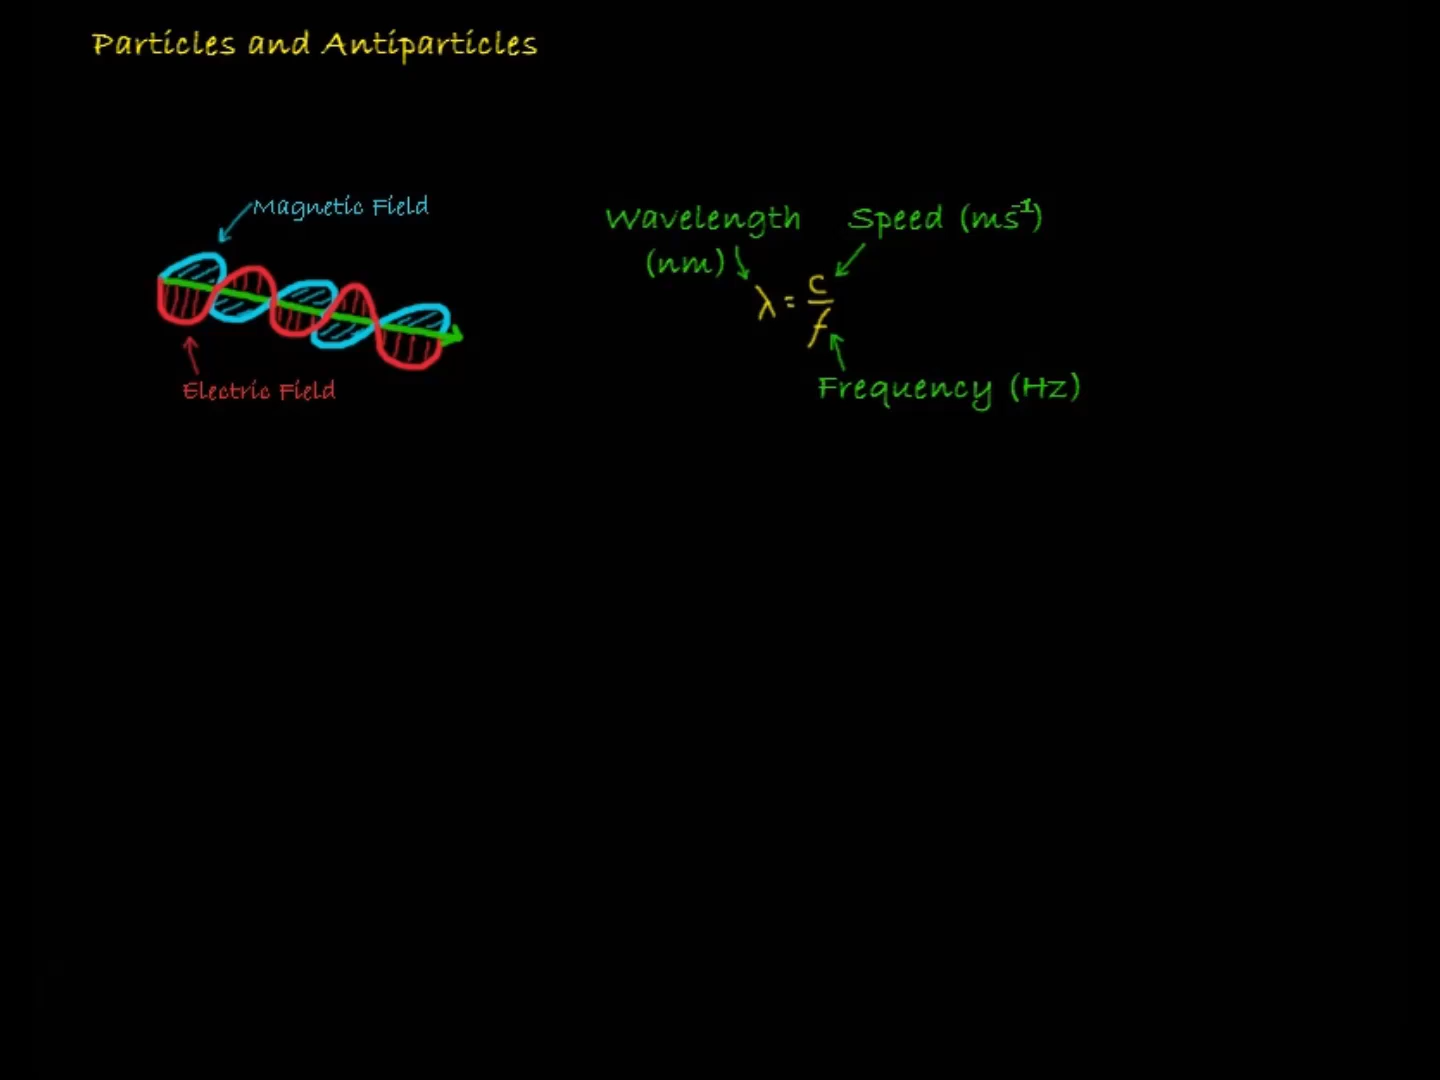 Particles and Antiparticles
Magnetic Field
Electric Field
Wavelength
(nm)
Speed (ms⁻¹)
λ = c/f
Frequency (Hz)